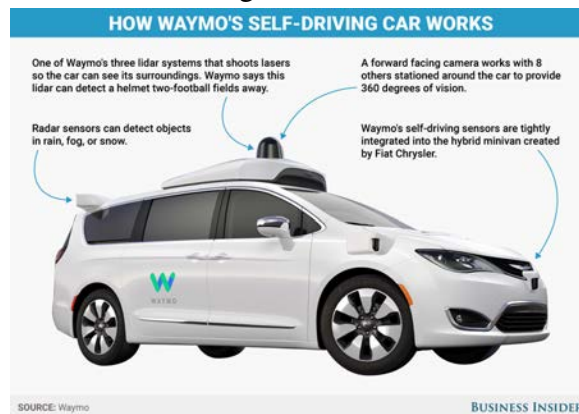 HOW WAYMO'S SELF-DRIVING CAR WORKS
One of Waymo's three lidar systems that shoots lasers
so the car can see its surroundings. Waymo says this
lidar can detect a helmet two-football fields away.
A forward facing camera works with 8
others stationed around the car to provide
360 degrees of vision.
Radar sensors can detect objects
in rain, fog, or snow.
Waymo's self-driving sensors are tightly
integrated into the hybrid minivan created
by Fiat Chrysler.
WAYMO
SOURCE: Waymo
BUSINESS INSIDER